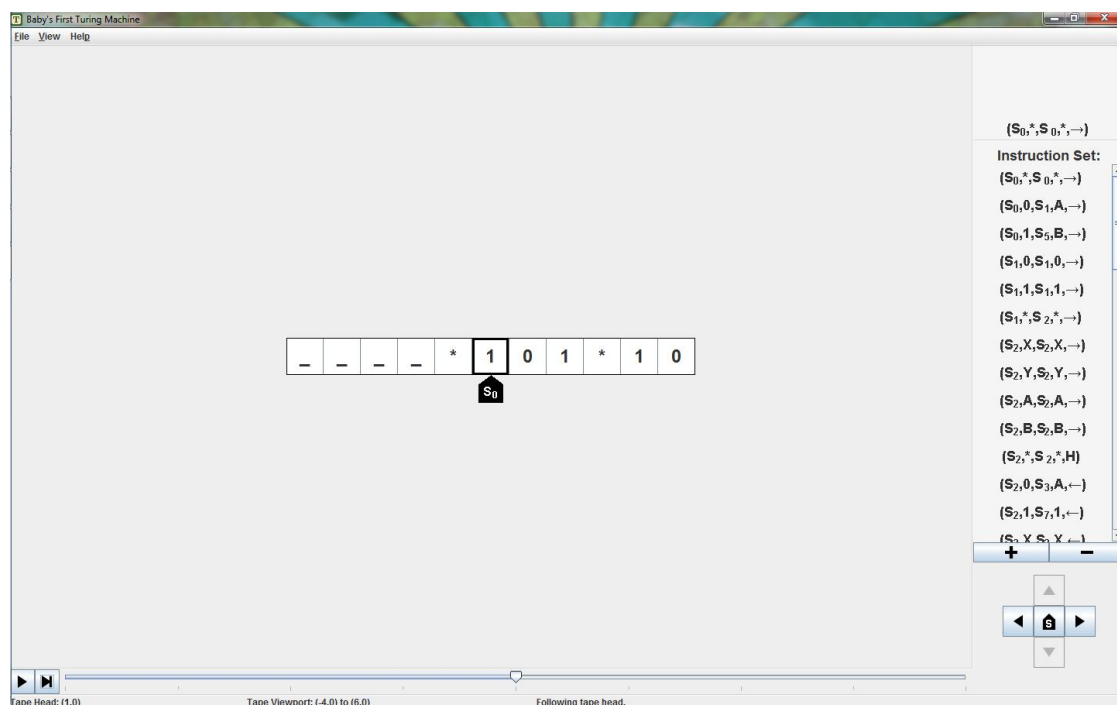 Baby's First Turing Machine
File View Help
(S₀,*,S₀,*,→)
Instruction Set:
(S₀,*,S₀,*,→)
(S₀,0,S₁,A,→)
(S₀,1,S₅,B,→)
(S₁,0,S₁,0,→)
(S₁,1,S₁,1,→)
(S₁,*,S₂,*,→)
(S₂,X,S₂,X,→)
(S₂,Y,S₂,Y,→)
(S₂,A,S₂,A,→)
(S₂,B,S₂,B,→)
(S₂,*,S₂,*,H)
(S₂,0,S₃,A,←)
(S₂,1,S₇,1,←)
_ _ _ _ * 1 0 1 * 1 0
S₀
+ −
S
Tape Head: (1,0) Tape Viewport: (-4,0) to (6,0) Following tape head.